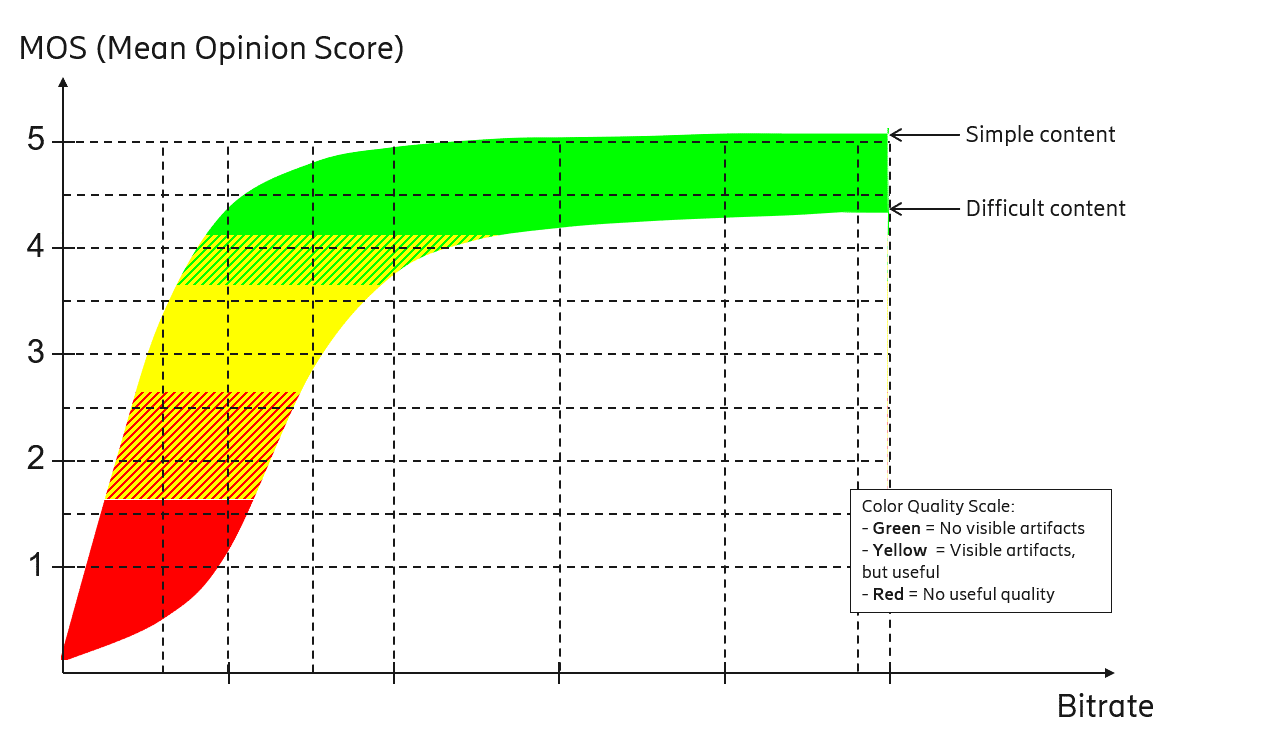 MOS (Mean Opinion Score)
5
Simple content
Difficult content
4
3
2
Color Quality Scale:
- Green = No visible artifacts
- Yellow = Visible artifacts,
but useful
- Red = No useful quality
1
Bitrate